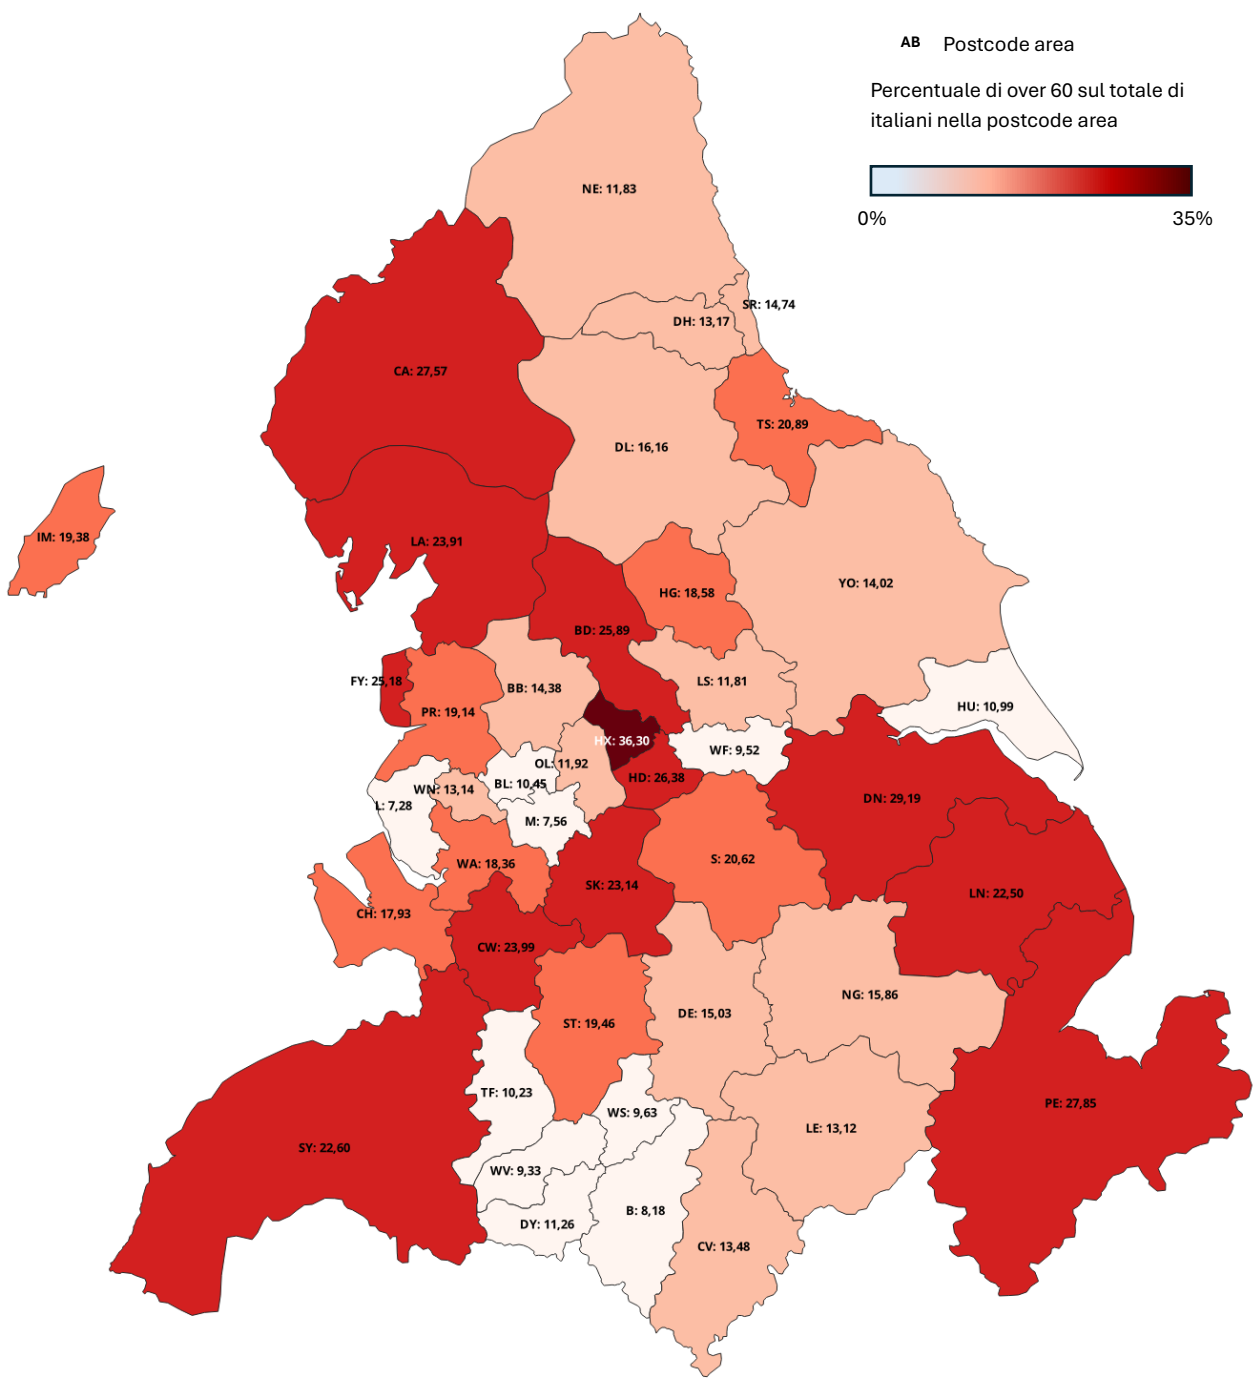 AB Postcode area
Percentuale di over 60 sul totale di
italiani nella postcode area
0% 35%
NE: 11,83
SR: 14,74
DH: 13,17
CA: 27,57
TS: 20,89
DL: 16,16
IM: 19,38
LA: 23,91
YO: 14,02
HG: 18,58
BD: 25,89
FY: 25,18
LS: 11,81
BB: 14,38
HU: 10,99
PR: 19,14
HX: 36,30
WF: 9,52
OL: 11,92
HD: 26,38
BL: 10,45
WN: 13,14
DN: 29,19
L: 7,28
M: 7,56
S: 20,62
WA: 18,36
SK: 23,14
LN: 22,50
CH: 17,93
CW: 23,99
NG: 15,86
DE: 15,03
ST: 19,46
TF: 10,23
PE: 27,85
WS: 9,63
LE: 13,12
SY: 22,60
WV: 9,33
B: 8,18
DY: 11,26
CV: 13,48